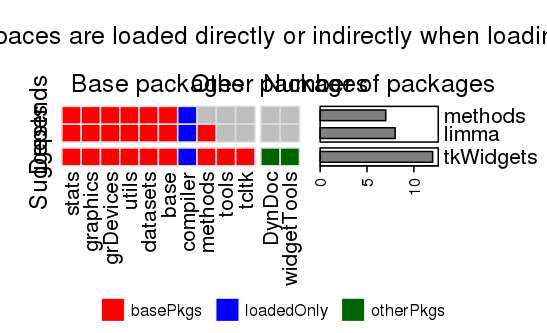 paces are loaded directly or indirectly when loadin
Base packages
Other packages
Number of packages
Depends
Suggests
methods
limma
tkWidgets
stats
graphics
grDevices
utils
datasets
base
compiler
methods
tools
tcltk
DynDoc
widgetTools
0
5
10
basePkgs
loadedOnly
otherPkgs